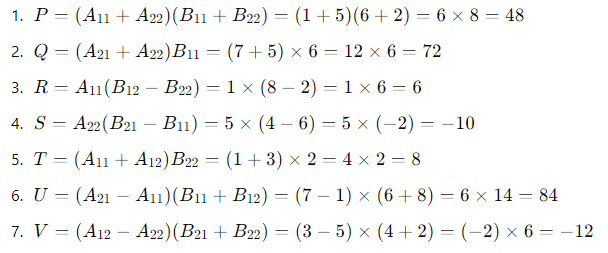 1. P = (A₁₁ + A₂₂)(B₁₁ + B₂₂) = (1 + 5)(6 + 2) = 6 × 8 = 48
2. Q = (A₂₁ + A₂₂)B₁₁ = (7 + 5) × 6 = 12 × 6 = 72
3. R = A₁₁(B₁₂ − B₂₂) = 1 × (8 − 2) = 1 × 6 = 6
4. S = A₂₂(B₂₁ − B₁₁) = 5 × (4 − 6) = 5 × (−2) = −10
5. T = (A₁₁ + A₁₂)B₂₂ = (1 + 3) × 2 = 4 × 2 = 8
6. U = (A₂₁ − A₁₁)(B₁₁ + B₁₂) = (7 − 1) × (6 + 8) = 6 × 14 = 84
7. V = (A₁₂ − A₂₂)(B₂₁ + B₂₂) = (3 − 5) × (4 + 2) = (−2) × 6 = −12